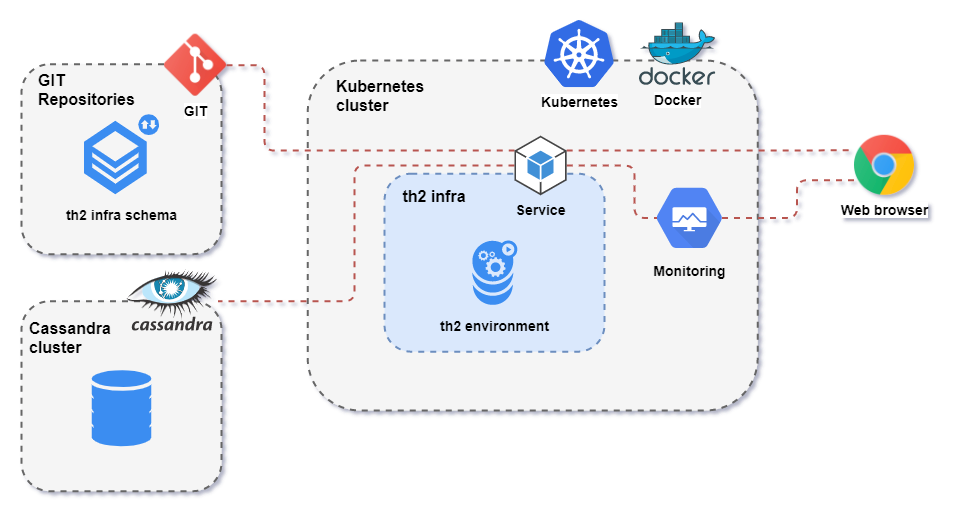 GIT
Repositories
GIT
th2 infra schema
Cassandra
cluster
cassandra
Kubernetes
cluster
Kubernetes
docker
Docker
th2 infra
Service
th2 environment
Monitoring
Web browser